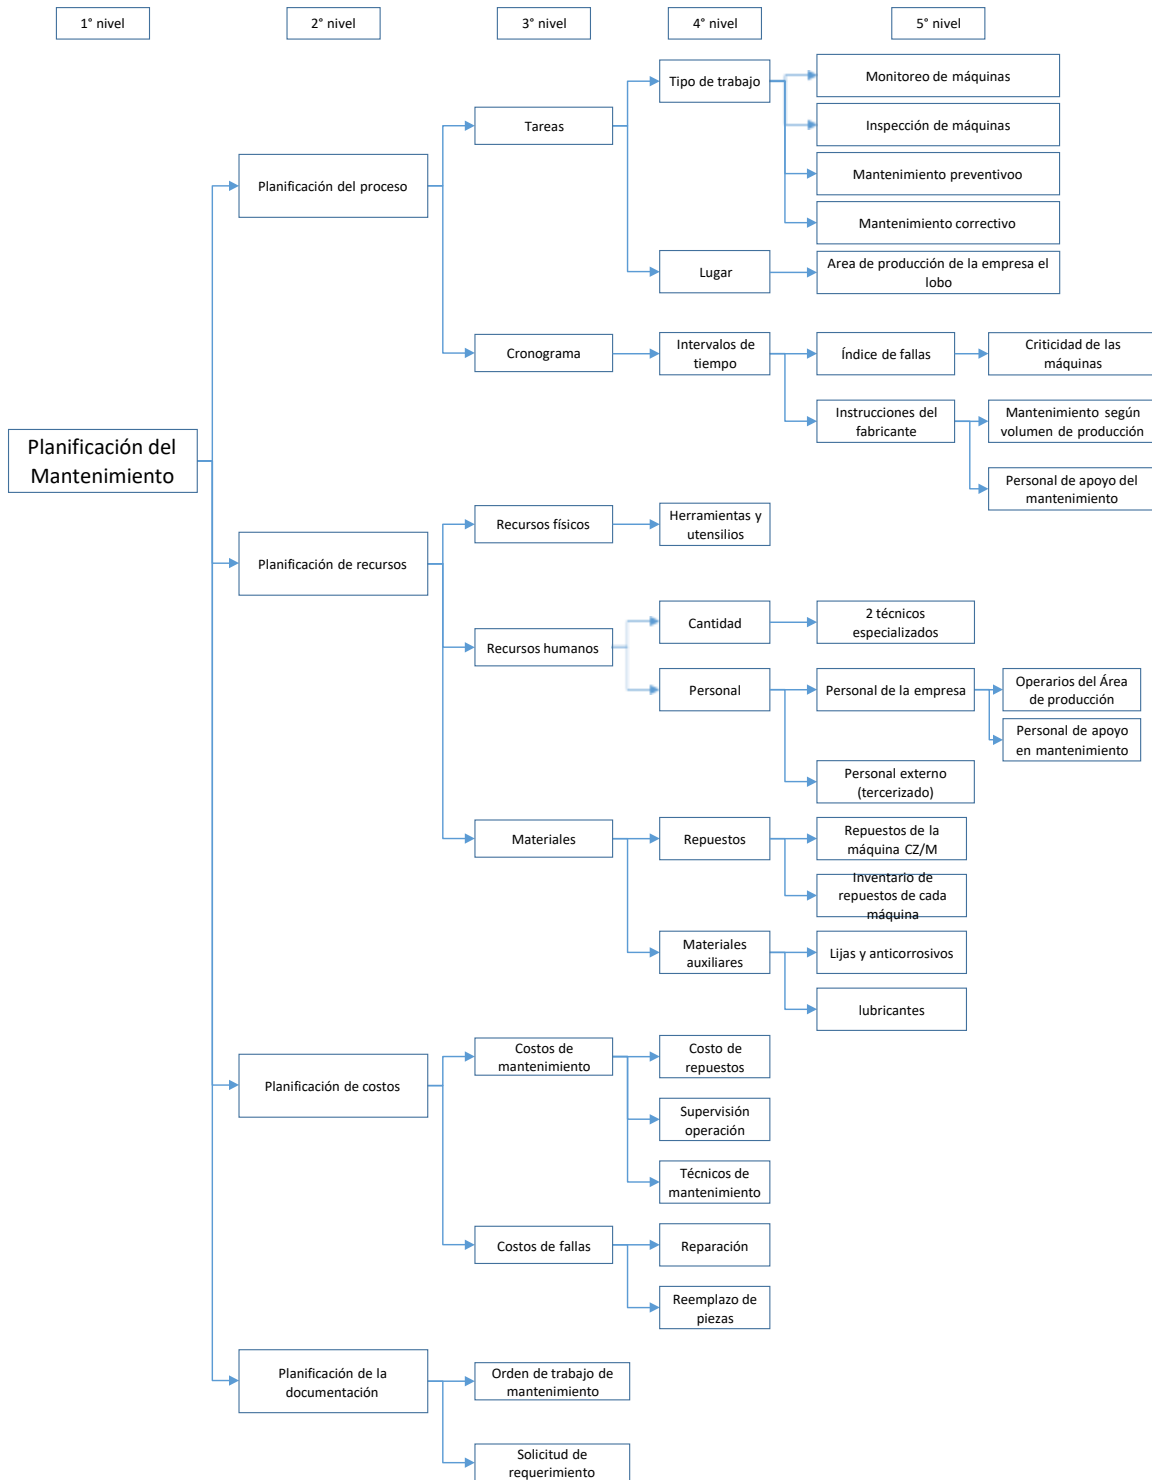 1° nivel
2° nivel
3° nivel
4° nivel
5° nivel
Tipo de trabajo
Monitoreo de máquinas
Tareas
Inspección de máquinas
Planificación del proceso
Mantenimiento preventivoo
Mantenimiento correctivo
Lugar
Area de producción de la empresa el
lobo
Cronograma
Intervalos de
tiempo
Índice de fallas
Criticidad de las
máquinas
Instrucciones del
fabricante
Mantenimiento según
volumen de producción
Planificación del
Mantenimiento
Personal de apoyo del
mantenimiento
Recursos físicos
Herramientas y
utensilios
Planificación de recursos
Cantidad
2 técnicos
especializados
Recursos humanos
Personal
Personal de la empresa
Operarios del Área
de producción
Personal de apoyo
en mantenimiento
Personal externo
(tercerizado)
Materiales
Repuestos
Repuestos de la
máquina CZ/M
Inventario de
repuestos de cada
máquina
Materiales
auxiliares
Lijas y anticorrosivos
lubricantes
Costos de
mantenimiento
Costo de
repuestos
Planificación de costos
Supervisión
operación
Técnicos de
mantenimiento
Costos de fallas
Reparación
Reemplazo de
piezas
Planificación de la
documentación
Orden de trabajo de
mantenimiento
Solicitud de
requerimiento